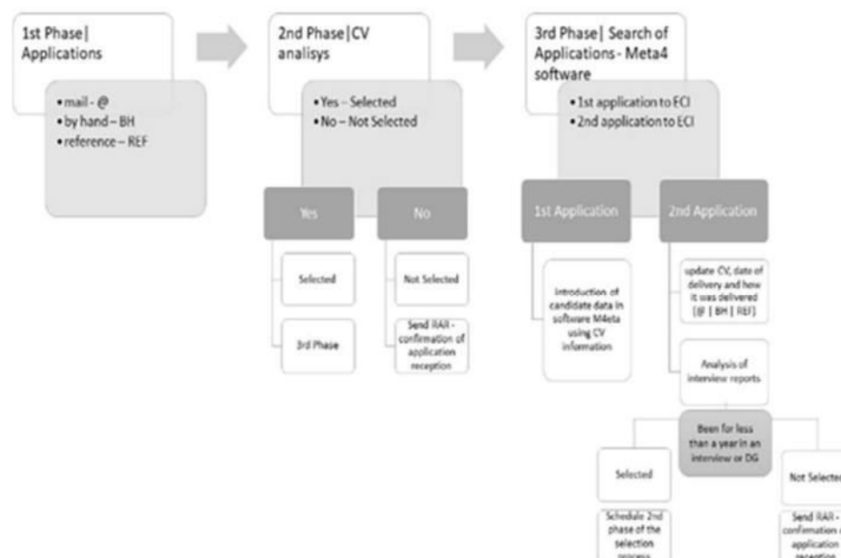 1st Phase|
Applications
• mail - @
• by hand – BH
• reference – REF
2nd Phase|CV
analisys
• Yes – Selected
• No – Not Selected
Yes
No
Selected
3rd Phase
Not Selected
Send RAR -
confirmation of
application
reception
3rd Phase| Search of
Applications - Meta4
software
• 1st application to ECI
• 2nd application to ECI
1st Application
2nd Application
Introduction of
candidate data in
software M4eta
using CV
information
update CV, date of
delivery and how
it was delivered
(@ | BH | REF)
Analysis of
interview reports
Been for less
than a year in an
interview or DG
Selected
Schedule 2nd
phase of the
selection
process
Not Selected
Send RAR -
confirmation
application
reception